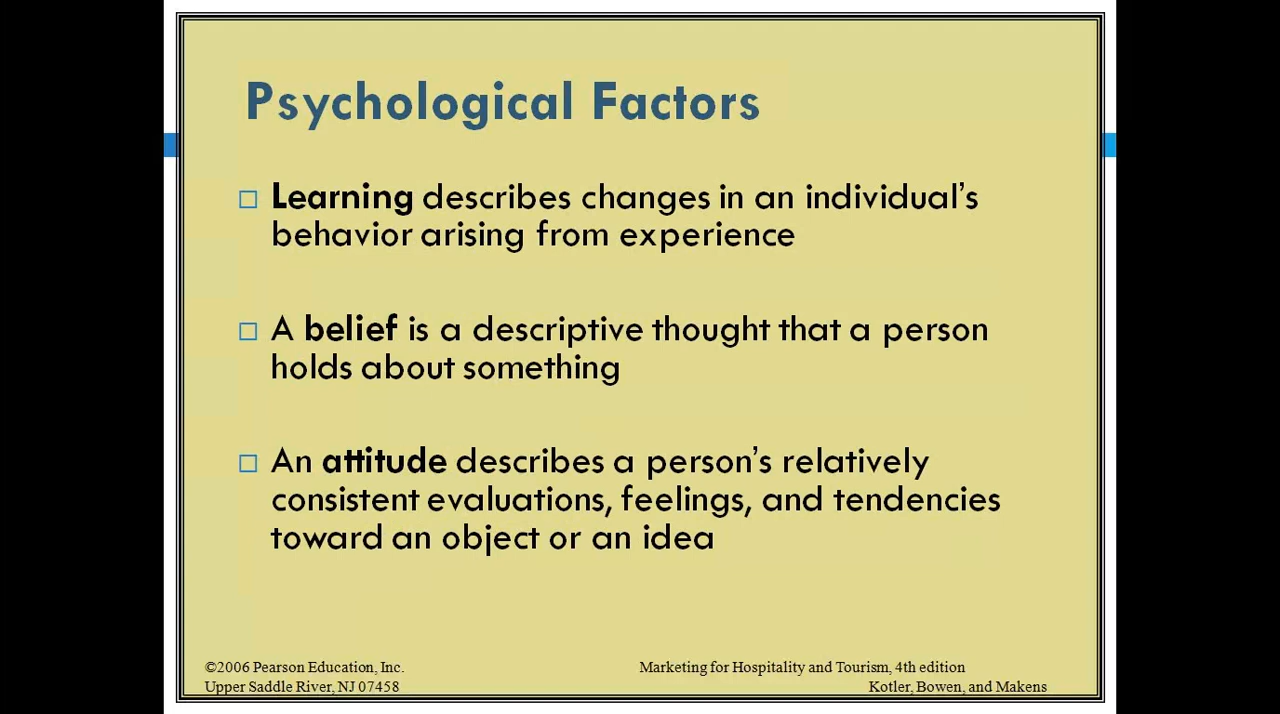 Psychological Factors
Learning describes changes in an individual’s
behavior arising from experience
A belief is a descriptive thought that a person
holds about something
An attitude describes a person’s relatively
consistent evaluations, feelings, and tendencies
toward an object or an idea
©2006 Pearson Education, Inc.
Upper Saddle River, NJ 07458
Marketing for Hospitality and Tourism, 4th edition
Kotler, Bowen, and Makens